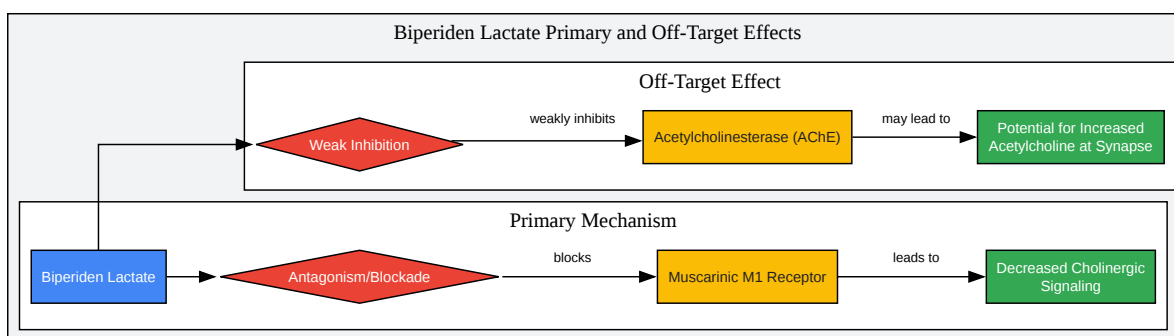 Biperiden Lactate Primary and Off-Target Effects
Off-Target Effect
Weak Inhibition
weakly inhibits
Acetylcholinesterase (AChE)
may lead to
Potential for Increased
Acetylcholine at Synapse
Primary Mechanism
Biperiden Lactate
Antagonism/Blockade
blocks
Muscarinic M1 Receptor
leads to
Decreased Cholinergic
Signaling